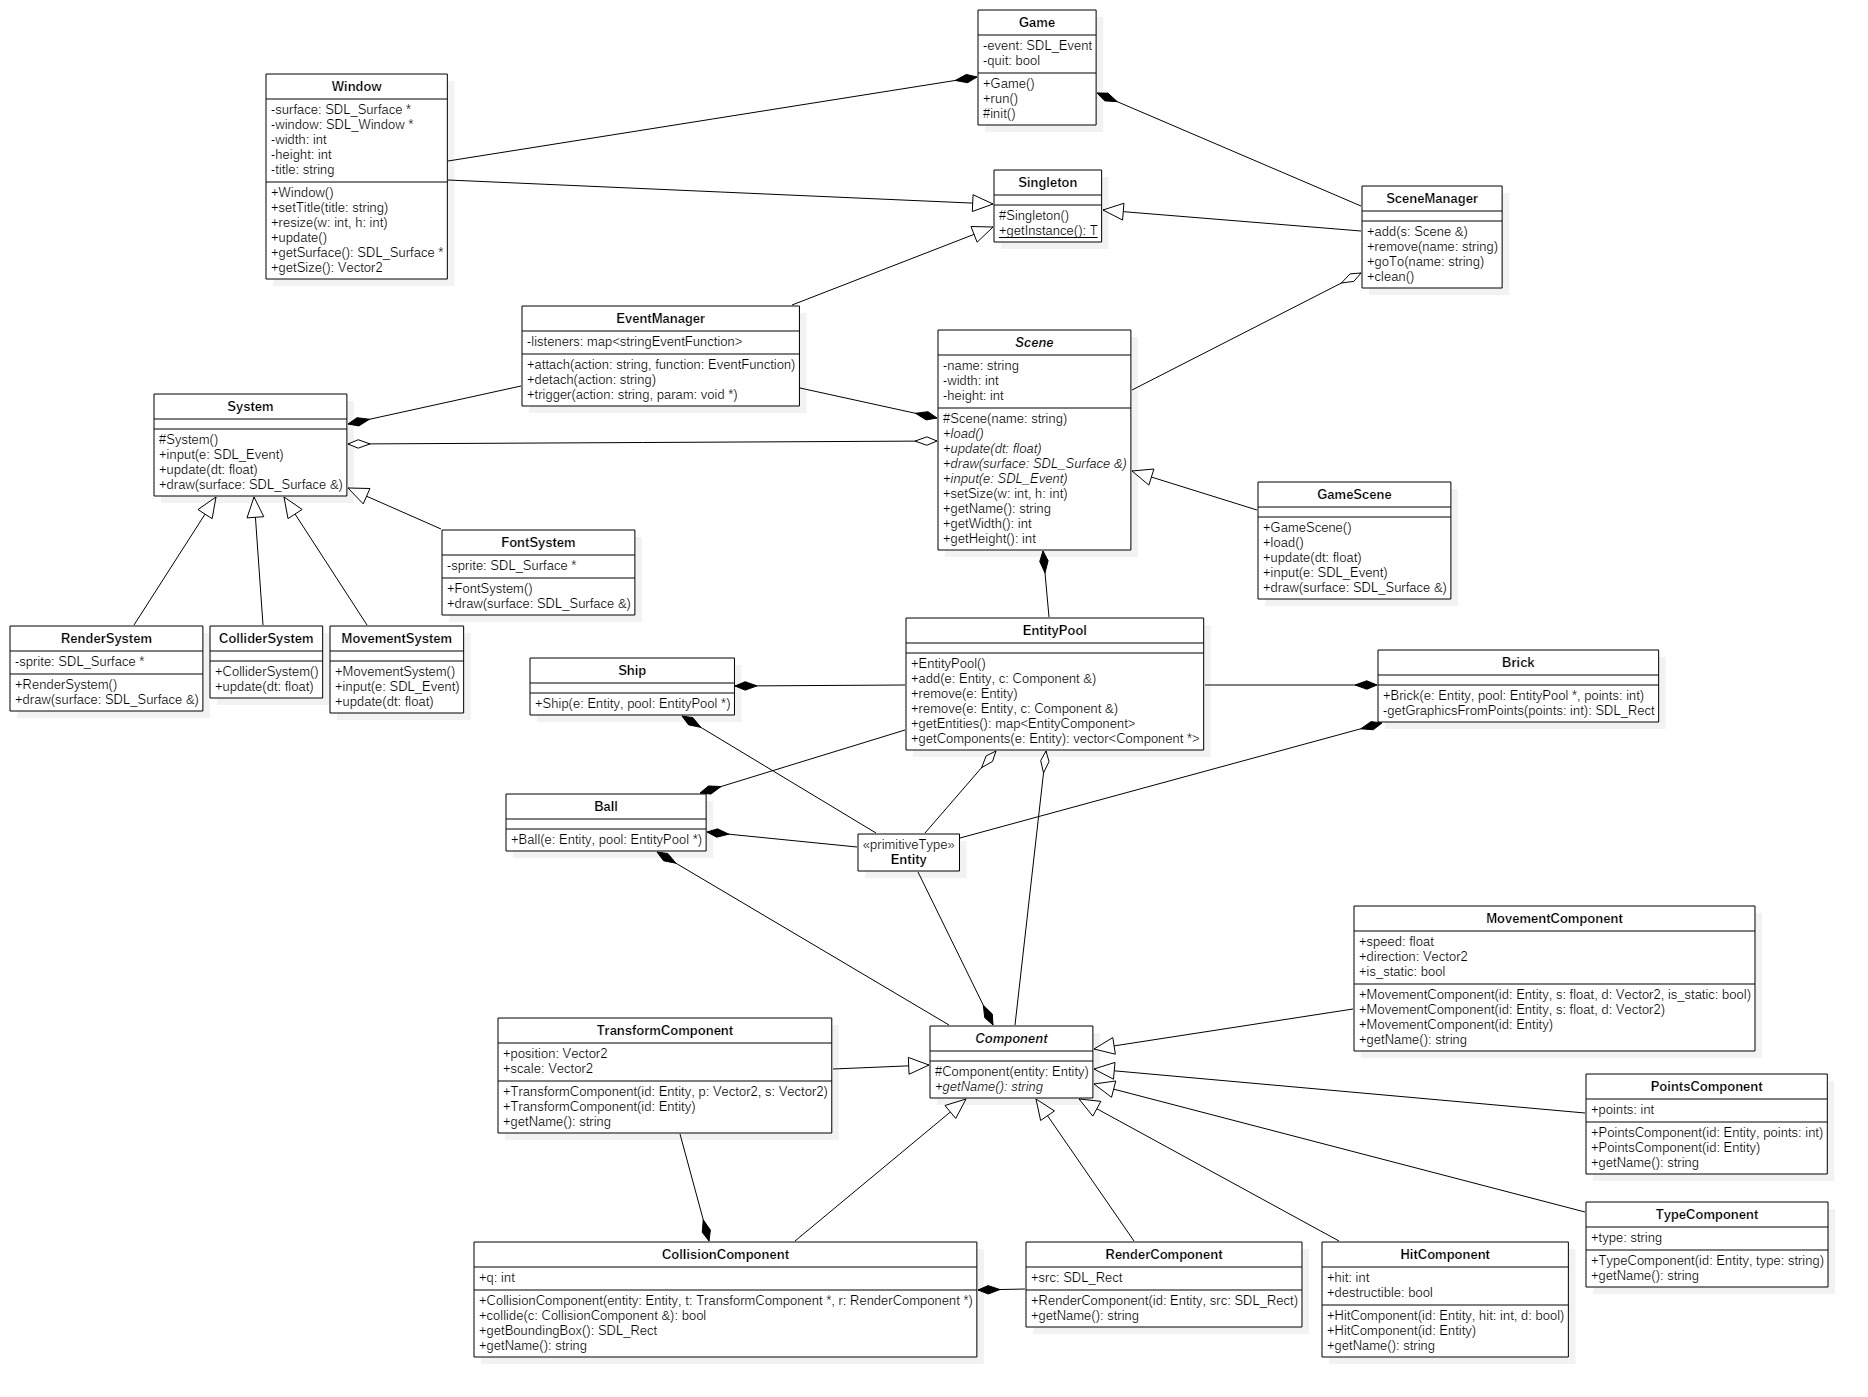 Game
-event: SDL_Event
-quit: bool
+Game()
+run()
#init()
Window
-surface: SDL_Surface *
-window: SDL_Window *
-width: int
-height: int
-title: string
+Window()
+setTitle(title: string)
+resize(w: int, h: int)
+update()
+getSurface(): SDL_Surface *
+getSize(): Vector2
Singleton
#Singleton()
+getInstance(): T
SceneManager
+add(s: Scene &)
+remove(name: string)
+goTo(name: string)
+clean()
EventManager
-listeners: map<stringEventFunction>
+attach(action: string, function: EventFunction)
+detach(action: string)
+trigger(action: string, param: void *)
Scene
-name: string
-width: int
-height: int
#Scene(name: string)
+load()
+update(dt: float)
+draw(surface: SDL_Surface &)
+input(e: SDL_Event)
+setSize(w: int, h: int)
+getName(): string
+getWidth(): int
+getHeight(): int
System
#System()
+input(e: SDL_Event)
+update(dt: float)
+draw(surface: SDL_Surface &)
GameScene
+GameScene()
+load()
+update(dt: float)
+input(e: SDL_Event)
+draw(surface: SDL_Surface &)
FontSystem
-sprite: SDL_Surface *
+FontSystem()
+draw(surface: SDL_Surface &)
RenderSystem
-sprite: SDL_Surface *
+RenderSystem()
+draw(surface: SDL_Surface &)
ColliderSystem
+ColliderSystem()
+update(dt: float)
MovementSystem
+MovementSystem()
+input(e: SDL_Event)
+update(dt: float)
EntityPool
+EntityPool()
+add(e: Entity, c: Component &)
+remove(e: Entity)
+remove(e: Entity, c: Component &)
+getEntities(): map<EntityComponent>
+getComponents(e: Entity): vector<Component *>
Ship
+Ship(e: Entity, pool: EntityPool *)
Brick
+Brick(e: Entity, pool: EntityPool *, points: int)
-getGraphicsFromPoints(points: int): SDL_Rect
Ball
+Ball(e: Entity, pool: EntityPool *)
«primitiveType»
Entity
MovementComponent
+speed: float
+direction: Vector2
+is_static: bool
+MovementComponent(id: Entity, s: float, d: Vector2, is_static: bool)
+MovementComponent(id: Entity, s: float, d: Vector2)
+MovementComponent(id: Entity)
+getName(): string
TransformComponent
+position: Vector2
+scale: Vector2
+TransformComponent(id: Entity, p: Vector2, s: Vector2)
+TransformComponent(id: Entity)
+getName(): string
Component
#Component(entity: Entity)
+getName(): string
PointsComponent
+points: int
+PointsComponent(id: Entity, points: int)
+PointsComponent(id: Entity)
+getName(): string
TypeComponent
+type: string
+TypeComponent(id: Entity, type: string)
+getName(): string
CollisionComponent
+q: int
+CollisionComponent(entity: Entity, t: TransformComponent *, r: RenderComponent *)
+collide(c: CollisionComponent &): bool
+getBoundingBox(): SDL_Rect
+getName(): string
RenderComponent
+src: SDL_Rect
+RenderComponent(id: Entity, src: SDL_Rect)
+getName(): string
HitComponent
+hit: int
+destructible: bool
+HitComponent(id: Entity, hit: int, d: bool)
+HitComponent(id: Entity)
+getName(): string